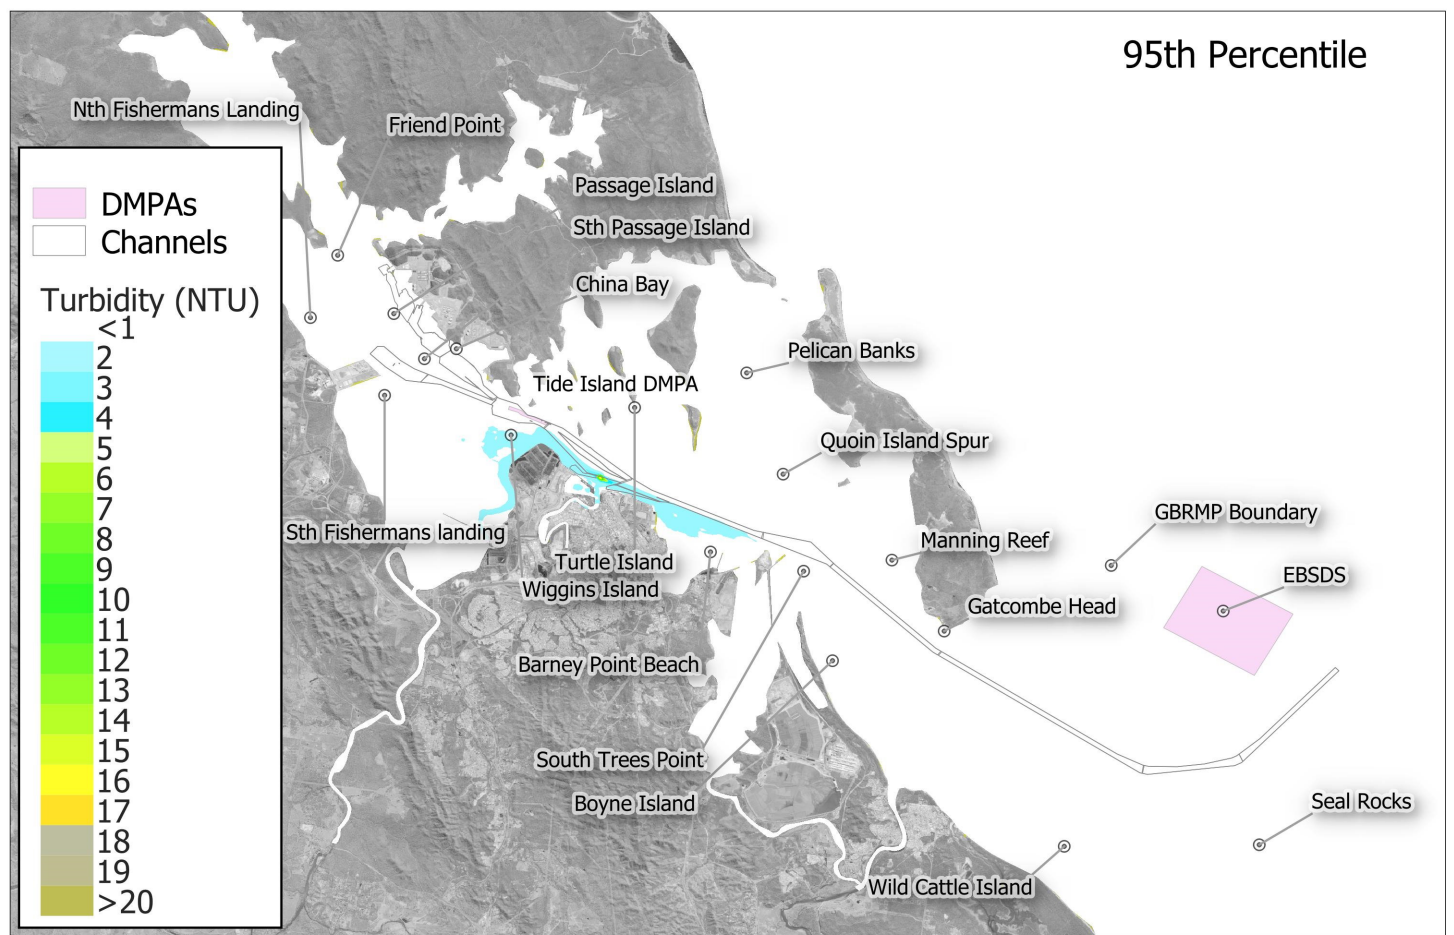 95th Percentile
Nth Fishermans Landing
Friend Point
Passage Island
Sth Passage Island
China Bay
Pelican Banks
Tide Island DMPA
Quoin Island Spur
GBRMP Boundary
Sth Fishermans landing
Manning Reef
Turtle Island
EBSDS
Wiggins Island
Gatcombe Head
Barney Point Beach
South Trees Point
Boyne Island
Seal Rocks
Wild Cattle Island
DMPAs
Channels
Turbidity (NTU)
<1
2
3
4
5
6
7
8
9
10
11
12
13
14
15
16
17
18
19
>20